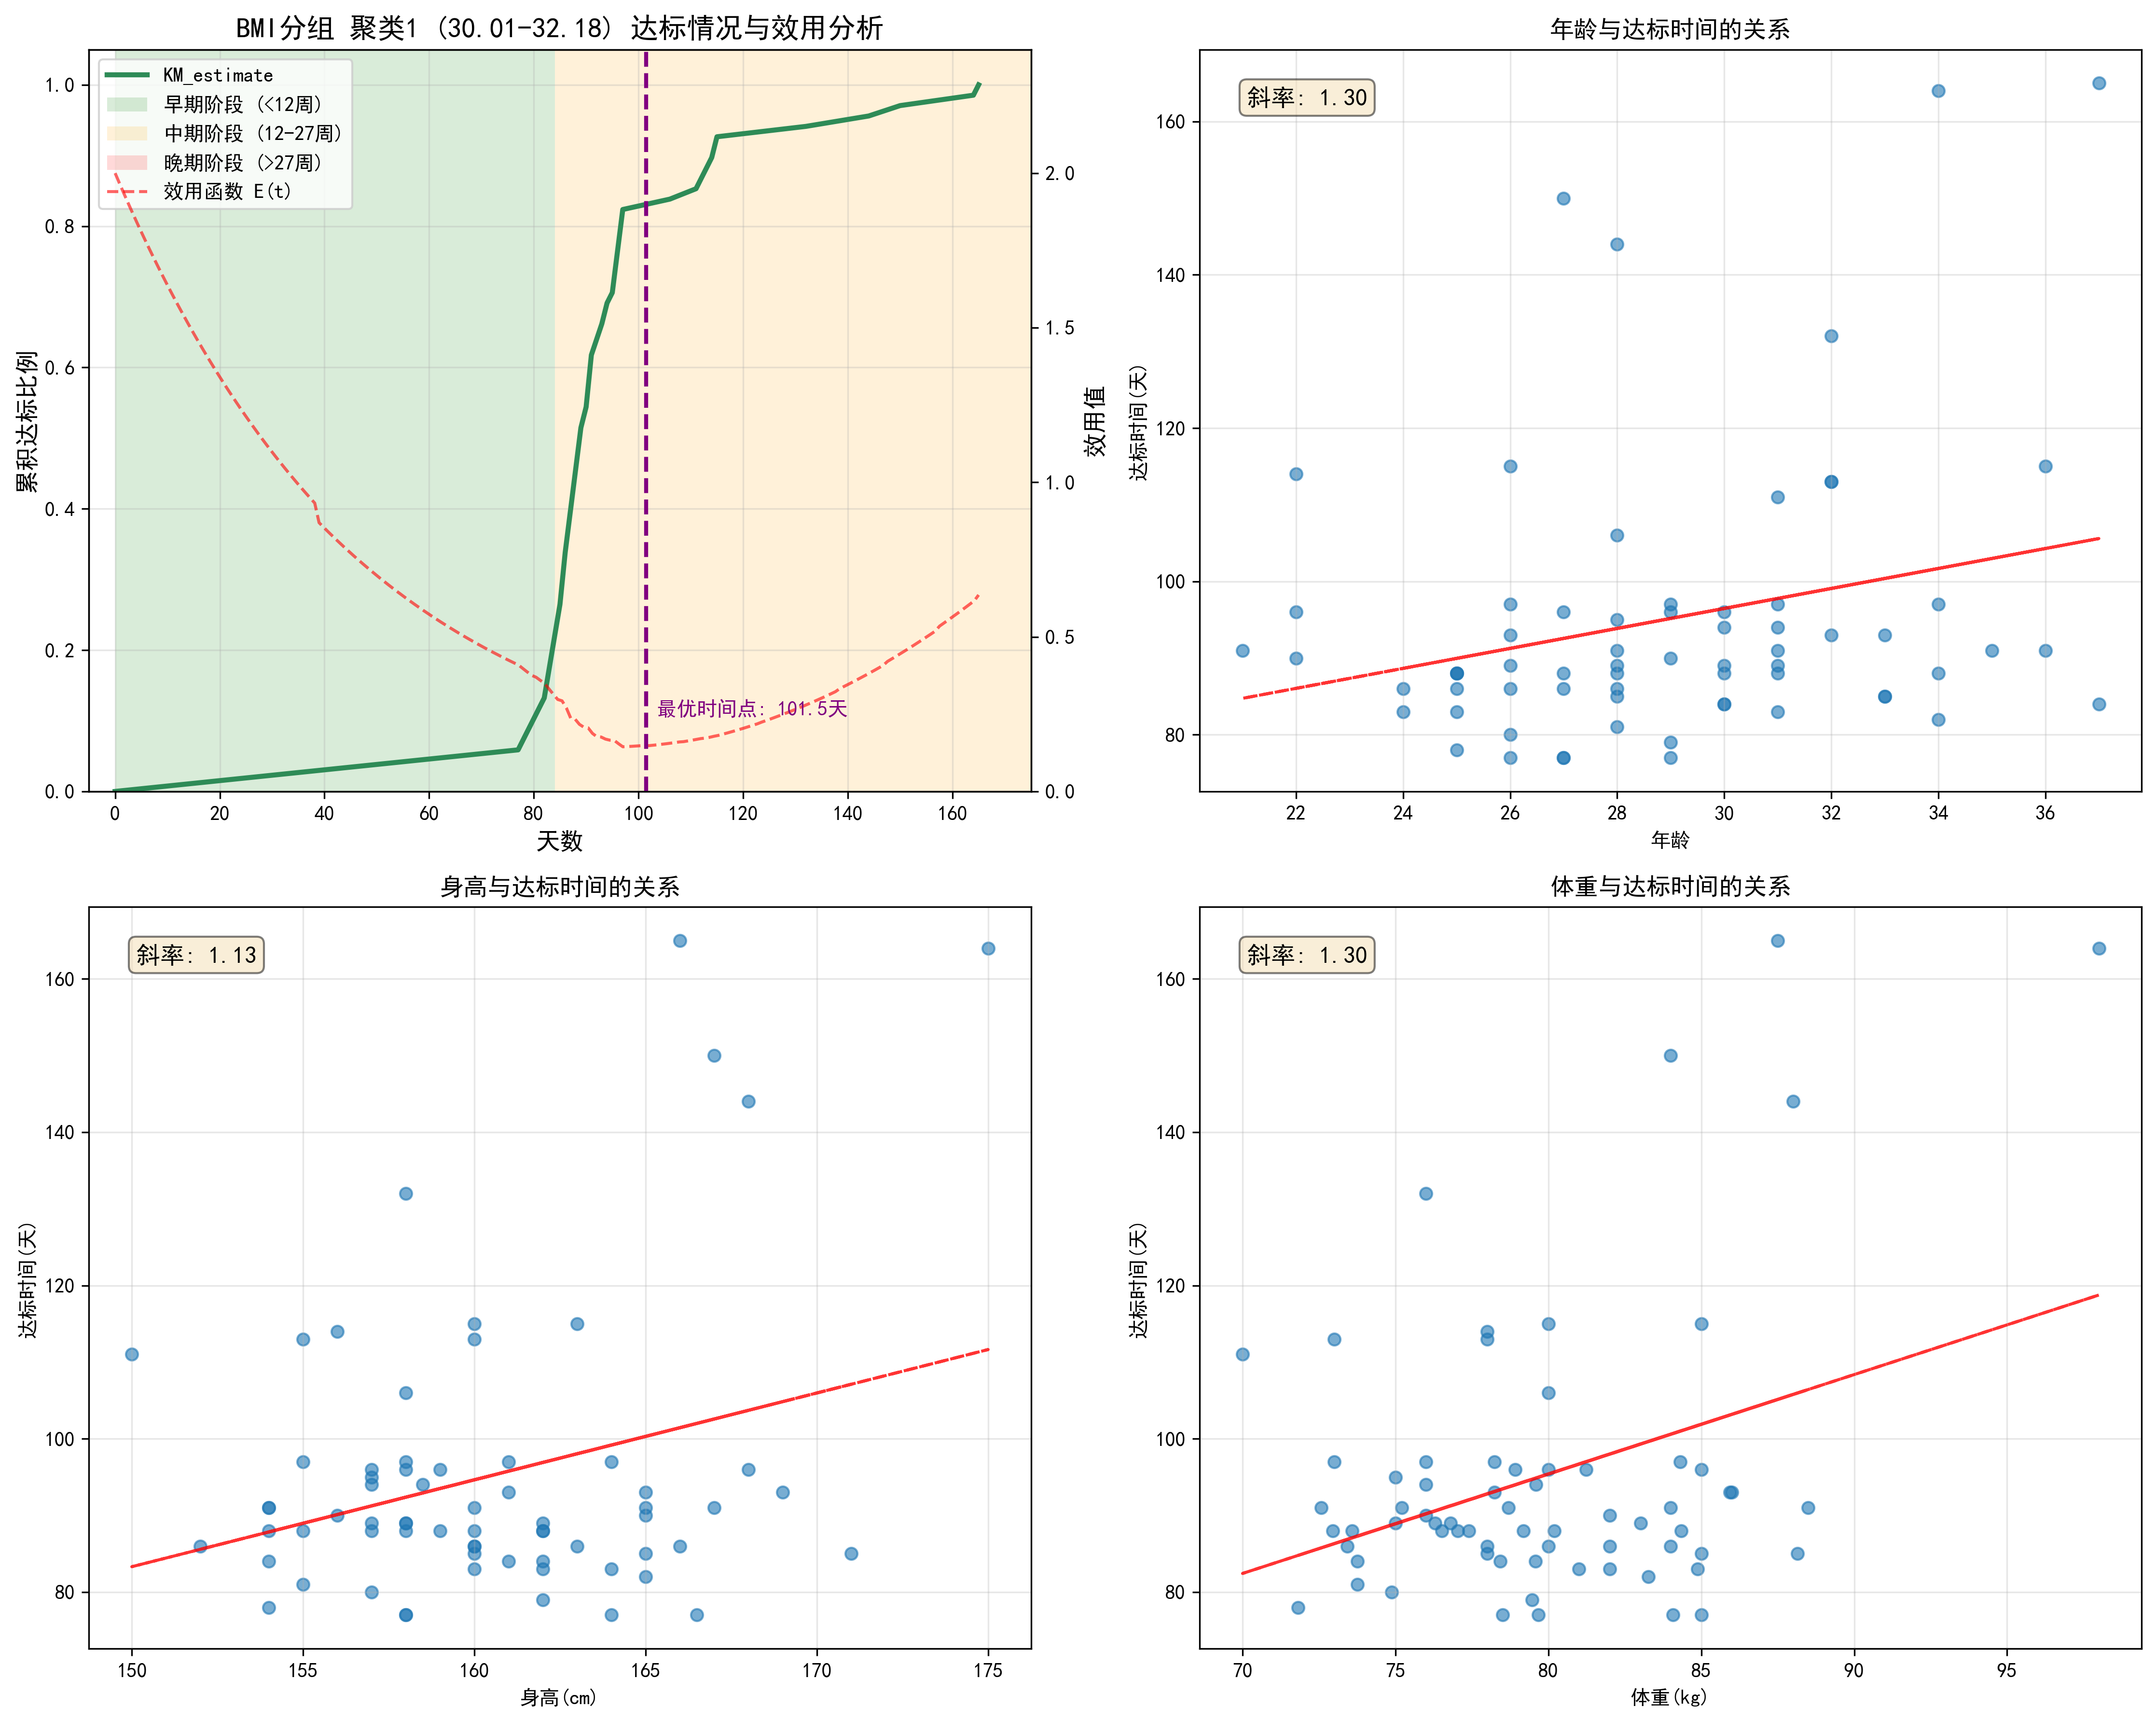 BMI分组 聚类1 (30.01-32.18) 达标情况与效用分析
KM_estimate
早期阶段 (<12周)
中期阶段 (12-27周)
晚期阶段 (>27周)
效用函数 E(t)
最优时间点: 101.5天
累积达标比例
1.0
0.8
0.6
0.4
0.2
0.0
0 20 40 60 80 100 120 140 160
天数
2.0
1.5
1.0
0.5
0.0
效用值
年龄与达标时间的关系
斜率: 1.30
达标时间(天)
160
140
120
100
80
22 24 26 28 30 32 34 36
年龄
身高与达标时间的关系
斜率: 1.13
达标时间(天)
160
140
120
100
80
150 155 160 165 170 175
身高(cm)
体重与达标时间的关系
斜率: 1.30
达标时间(天)
160
140
120
100
80
70 75 80 85 90 95
体重(kg)